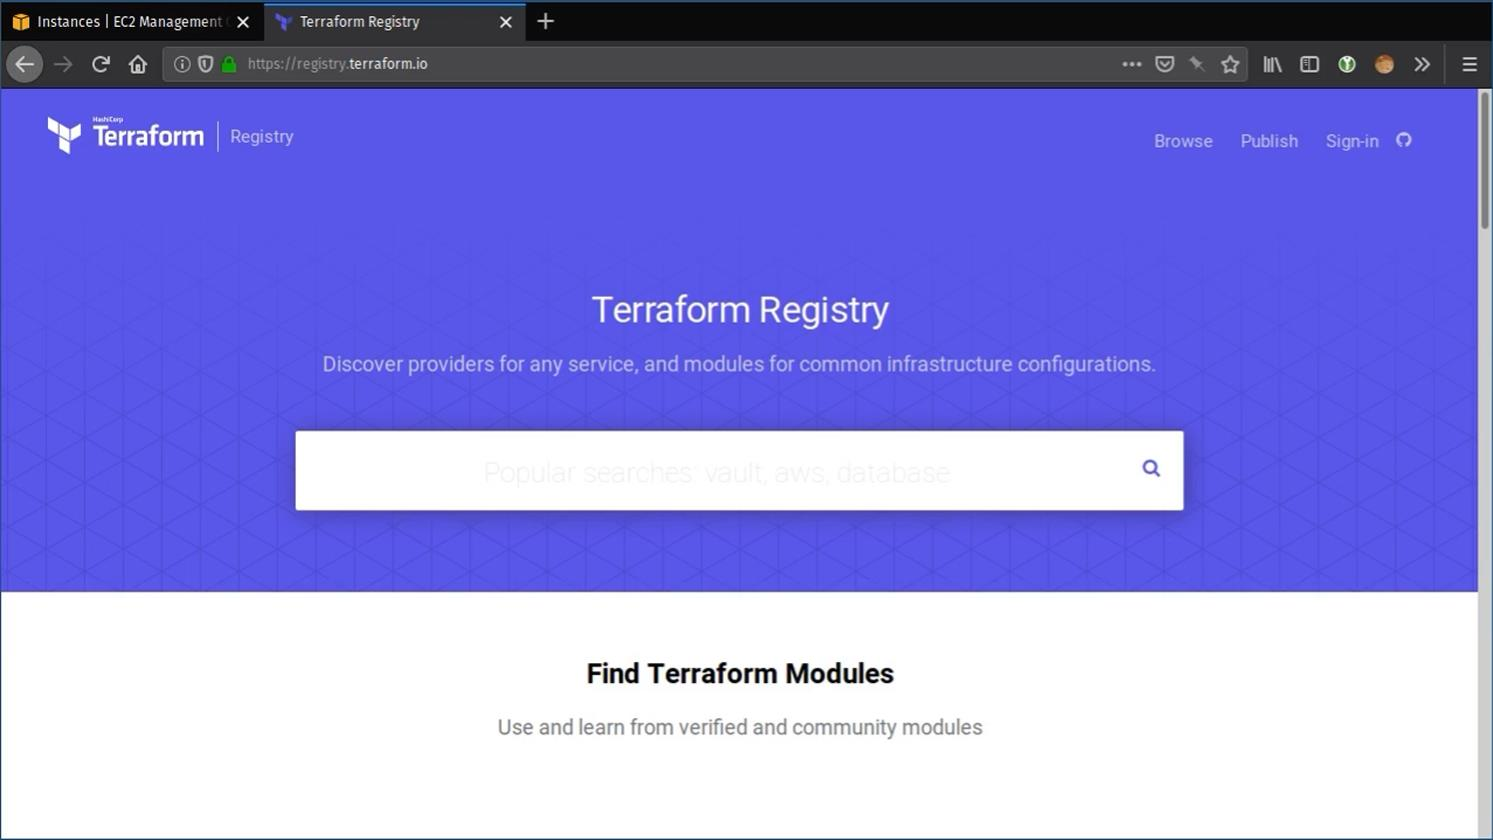 Instances | EC2 Management C
Terraform Registry
https://registry.terraform.io
HashiCorp
Terraform
Registry
Browse
Publish
Sign-in
Terraform Registry
Discover providers for any service, and modules for common infrastructure configurations.
Popular searches: vault, aws, database
Find Terraform Modules
Use and learn from verified and community modules